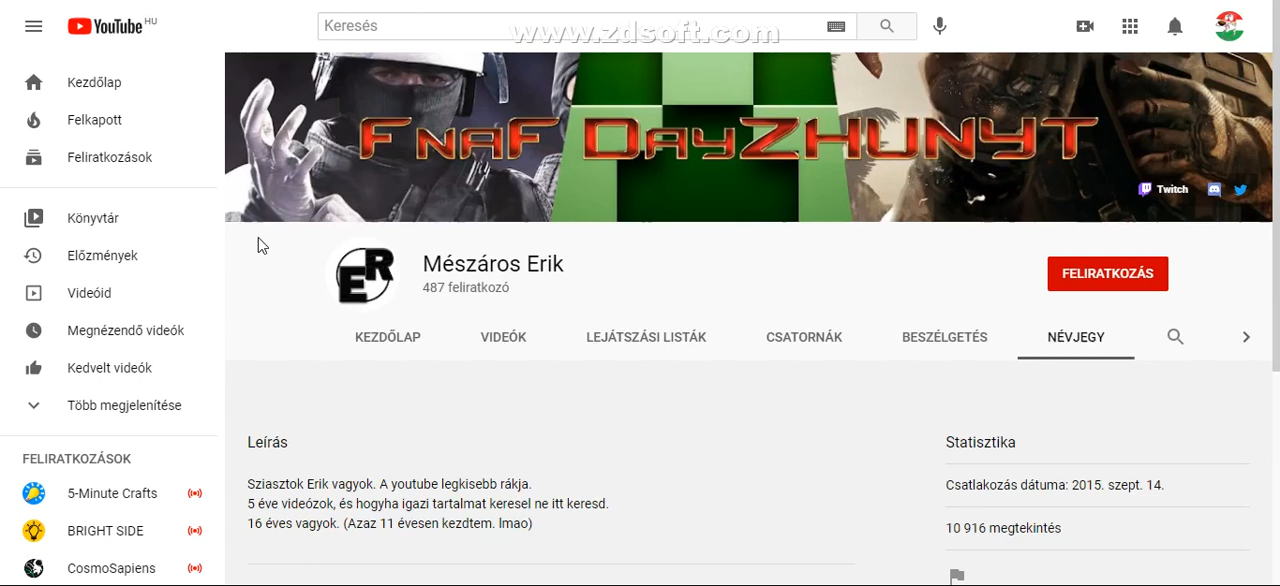 YouTube HU
Keresés
www.zdsoft.com
Kezdőlap
Felkapott
Feliratkozások
Könyvtár
Előzmények
Videóid
Megnézendő videók
Kedvelt videók
Több megjelenítése
FELIRATKOZÁSOK
5-Minute Crafts
BRIGHT SIDE
CosmoSapiens
FNAF DAYZHUNYT
Twitch
ER
Mészáros Erik
487 feliratkozó
FELIRATKOZÁS
KEZDŐLAP VIDEÓK LEJÁTSZÁSI LISTÁK CSATORNÁK BESZÉLGETÉS NÉVJEGY
Leírás
Sziasztok Erik vagyok. A youtube legkisebb rákja.
5 éve videózok, és hogyha igazi tartalmat keresel ne itt keresd.
16 éves vagyok. (Azaz 11 évesen kezdtem. lmao)
Statisztika
Csatlakozás dátuma: 2015. szept. 14.
10 916 megtekintés